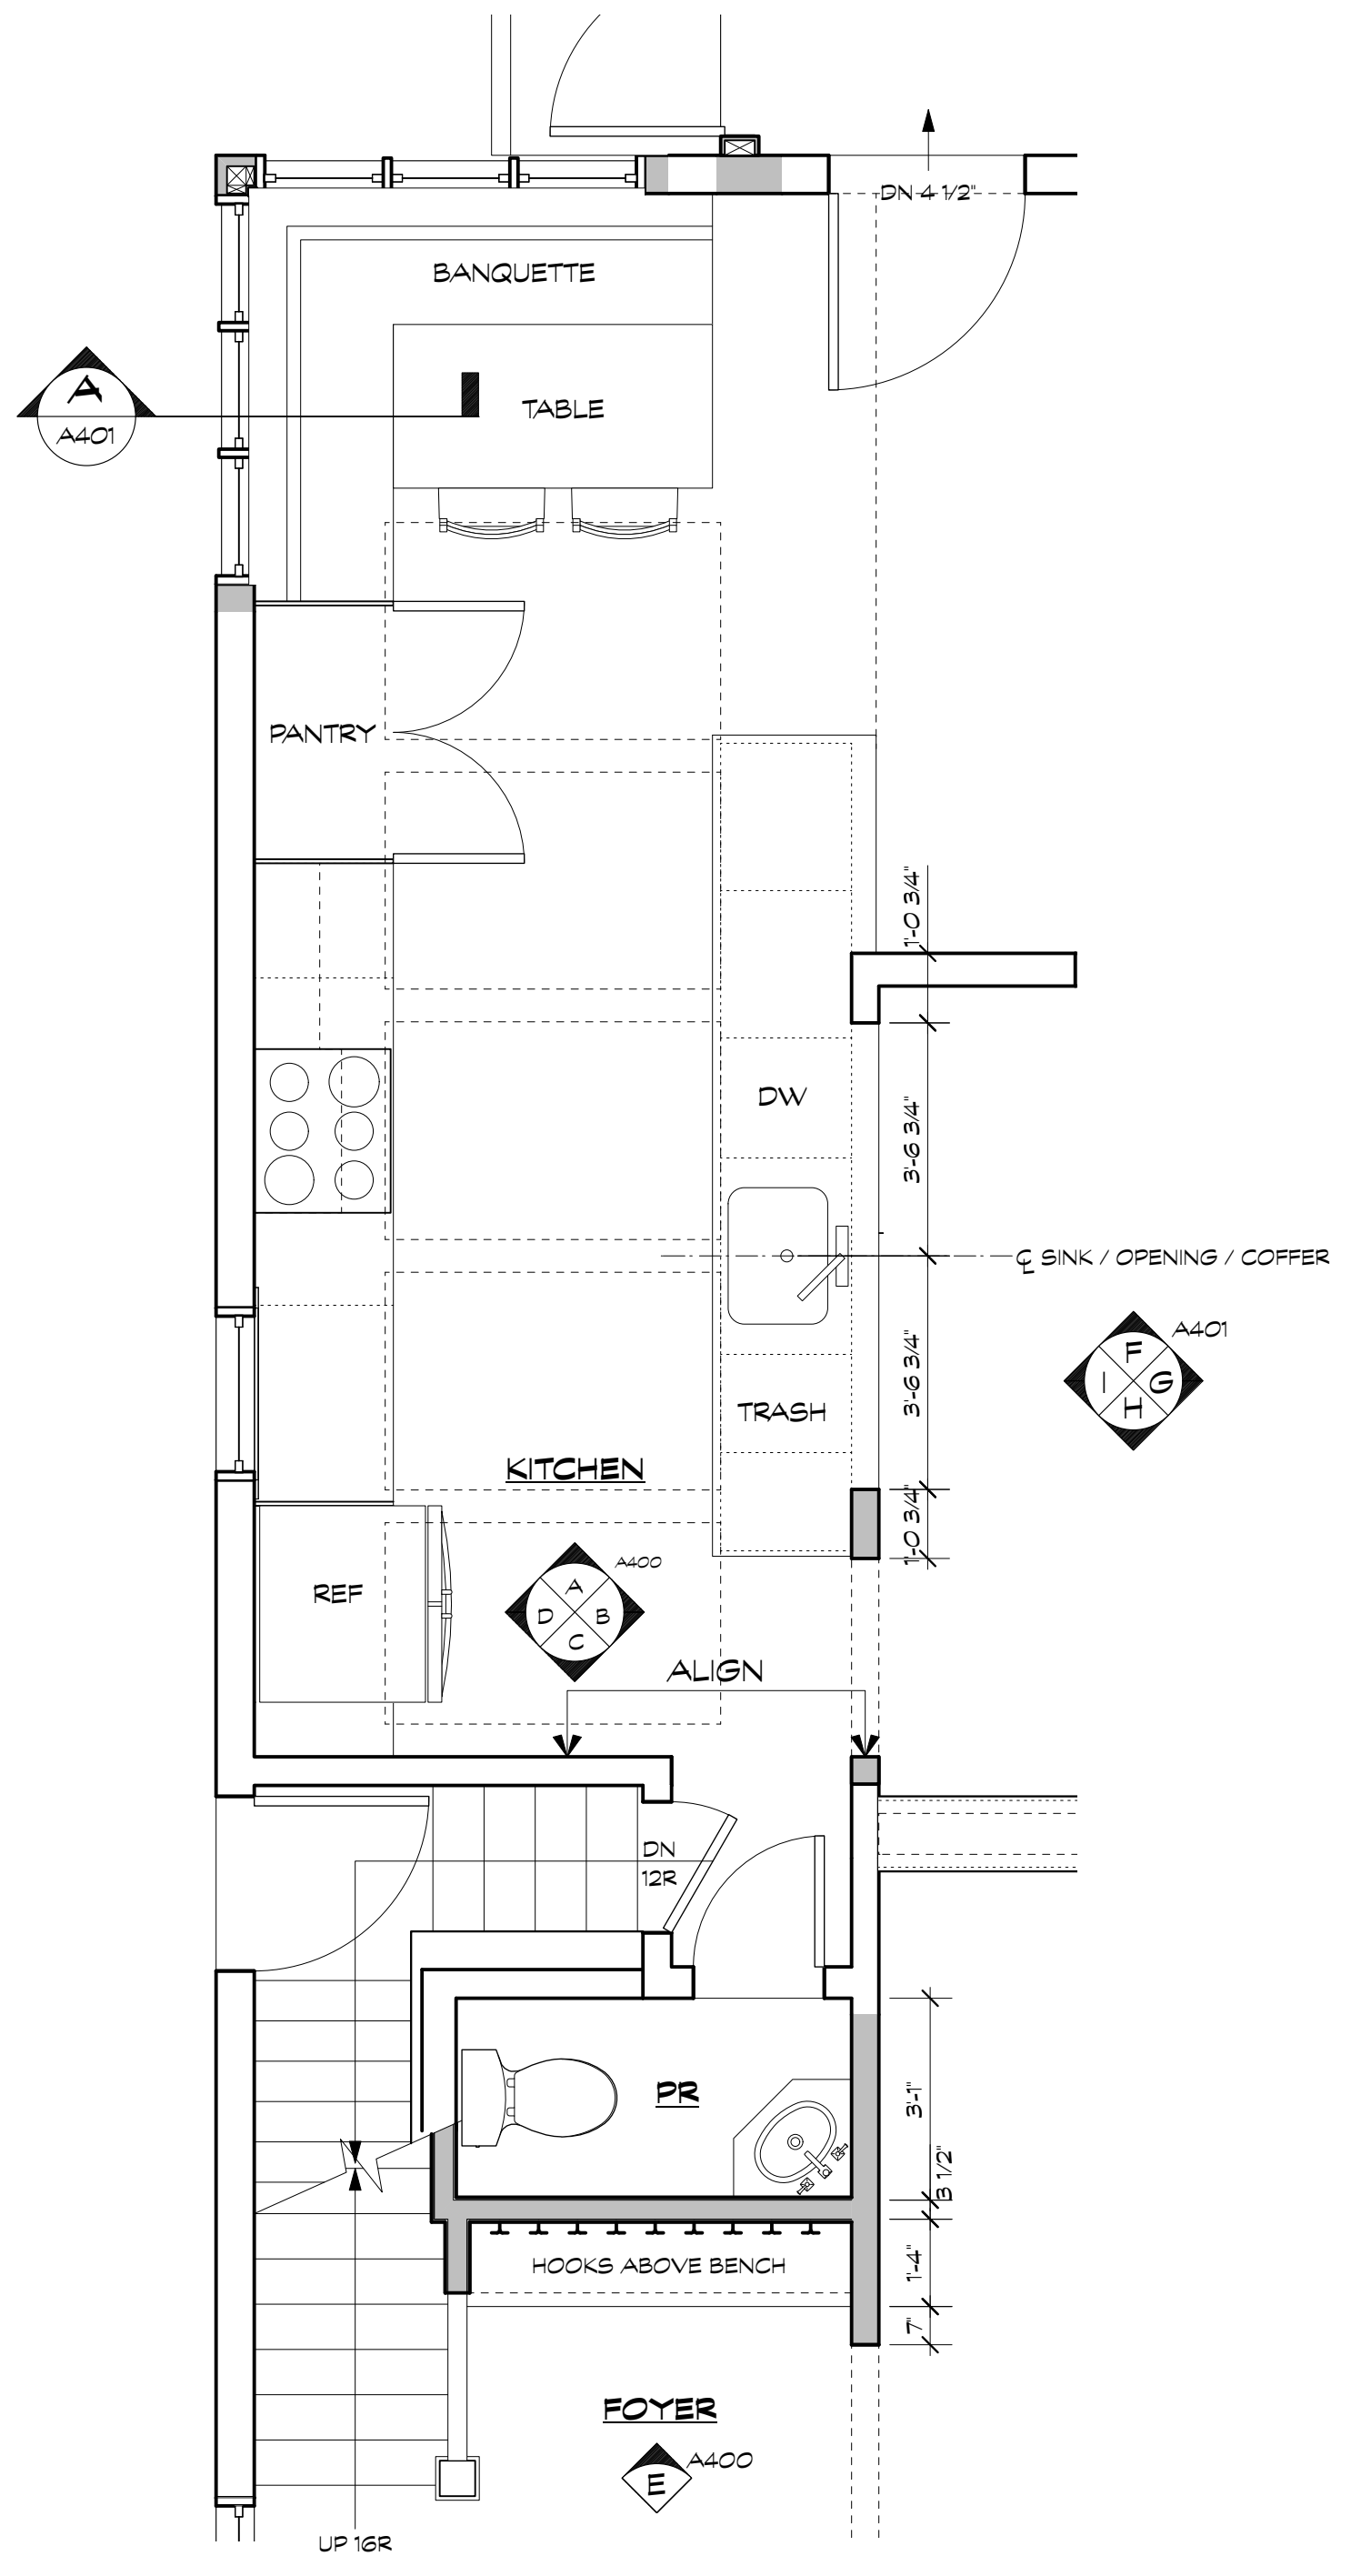 DN 4 1/2"
BANQUETTE
A
A401
TABLE
PANTRY
1'-0 3/4"
DW
3'-6 3/4"
℄ SINK / OPENING / COFFER
A401
F
I
G
H
3'-6 3/4"
TRASH
KITCHEN
1'-0 3/4"
A400
A
D
B
C
REF
ALIGN
DN
12R
PR
3'-1"
3 1/2"
HOOKS ABOVE BENCH
1'-4"
7"
FOYER
A400
E
UP 16R